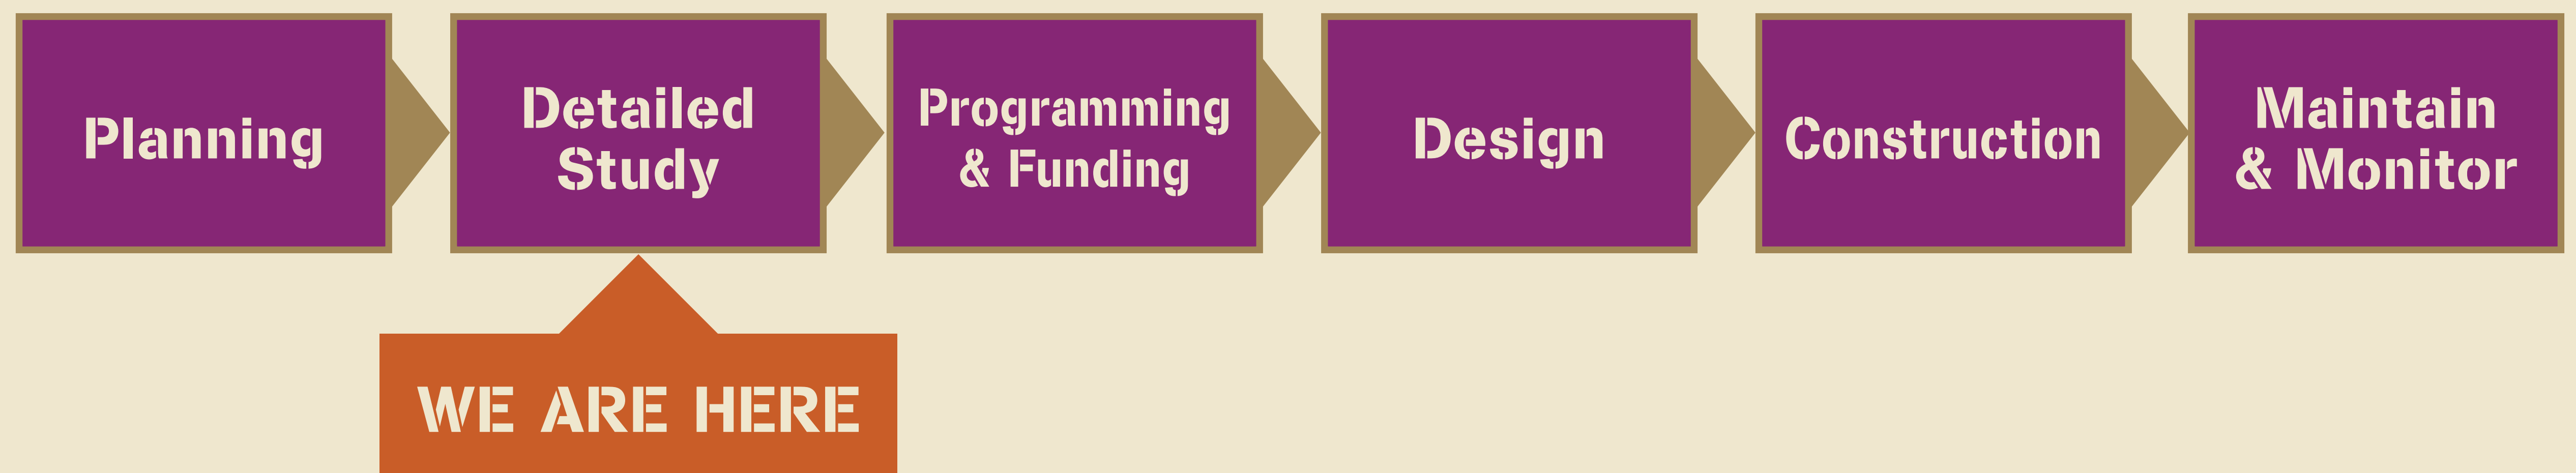 Planning
Detailed
Study
Programming
& Funding
Design
Construction
Maintain
& Monitor
WE ARE HERE